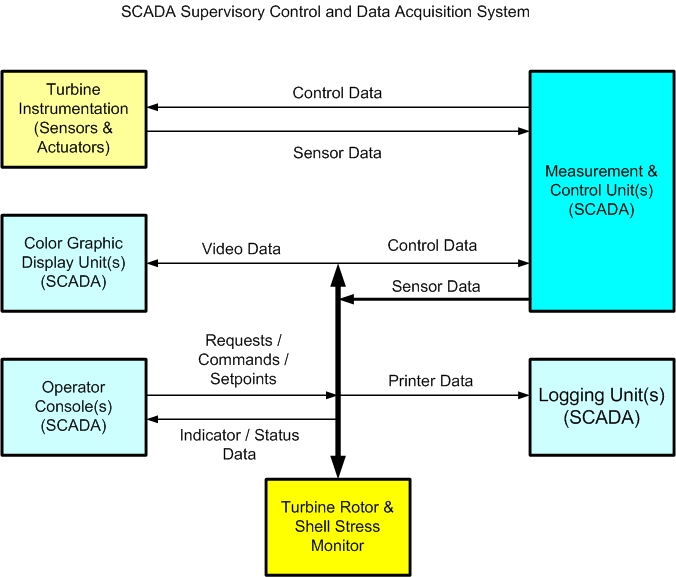 SCADA Supervisory Control and Data Acquisition System
Turbine
Instrumentation
(Sensors &
Actuators)
Control Data
Sensor Data
Measurement &
Control Unit(s)
(SCADA)
Color Graphic
Display Unit(s)
(SCADA)
Video Data
Control Data
Sensor Data
Requests /
Commands /
Setpoints
Operator
Console(s)
(SCADA)
Indicator / Status
Data
Printer Data
Logging Unit(s)
(SCADA)
Turbine Rotor &
Shell Stress
Monitor